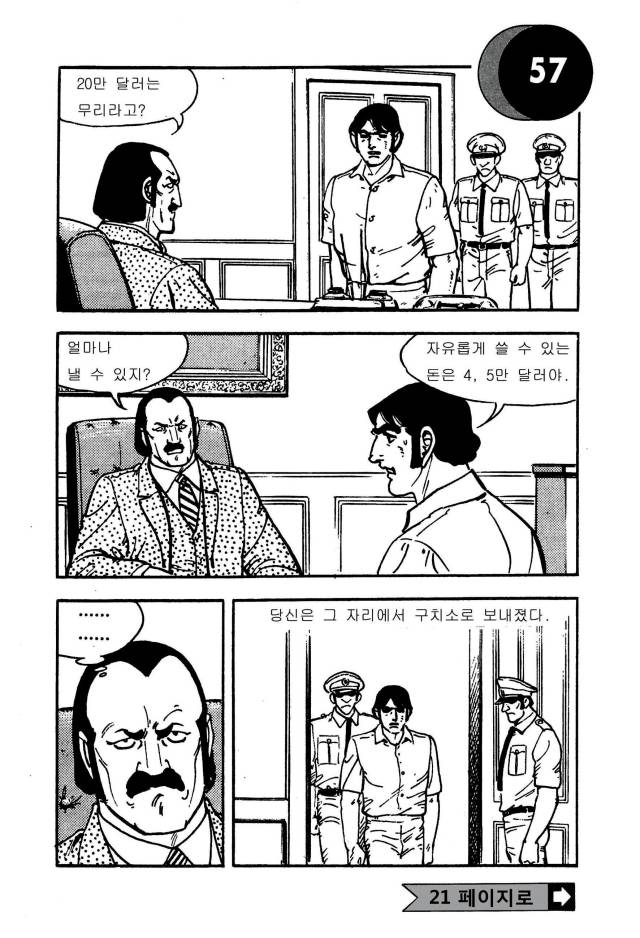 57
20만 달러는
무리라고?
얼마나
낼 수 있지?
자유롭게 쓸 수 있는
돈은 4, 5만 달러야.
……
……
당신은 그 자리에서 구치소로 보내졌다.
21 페이지로